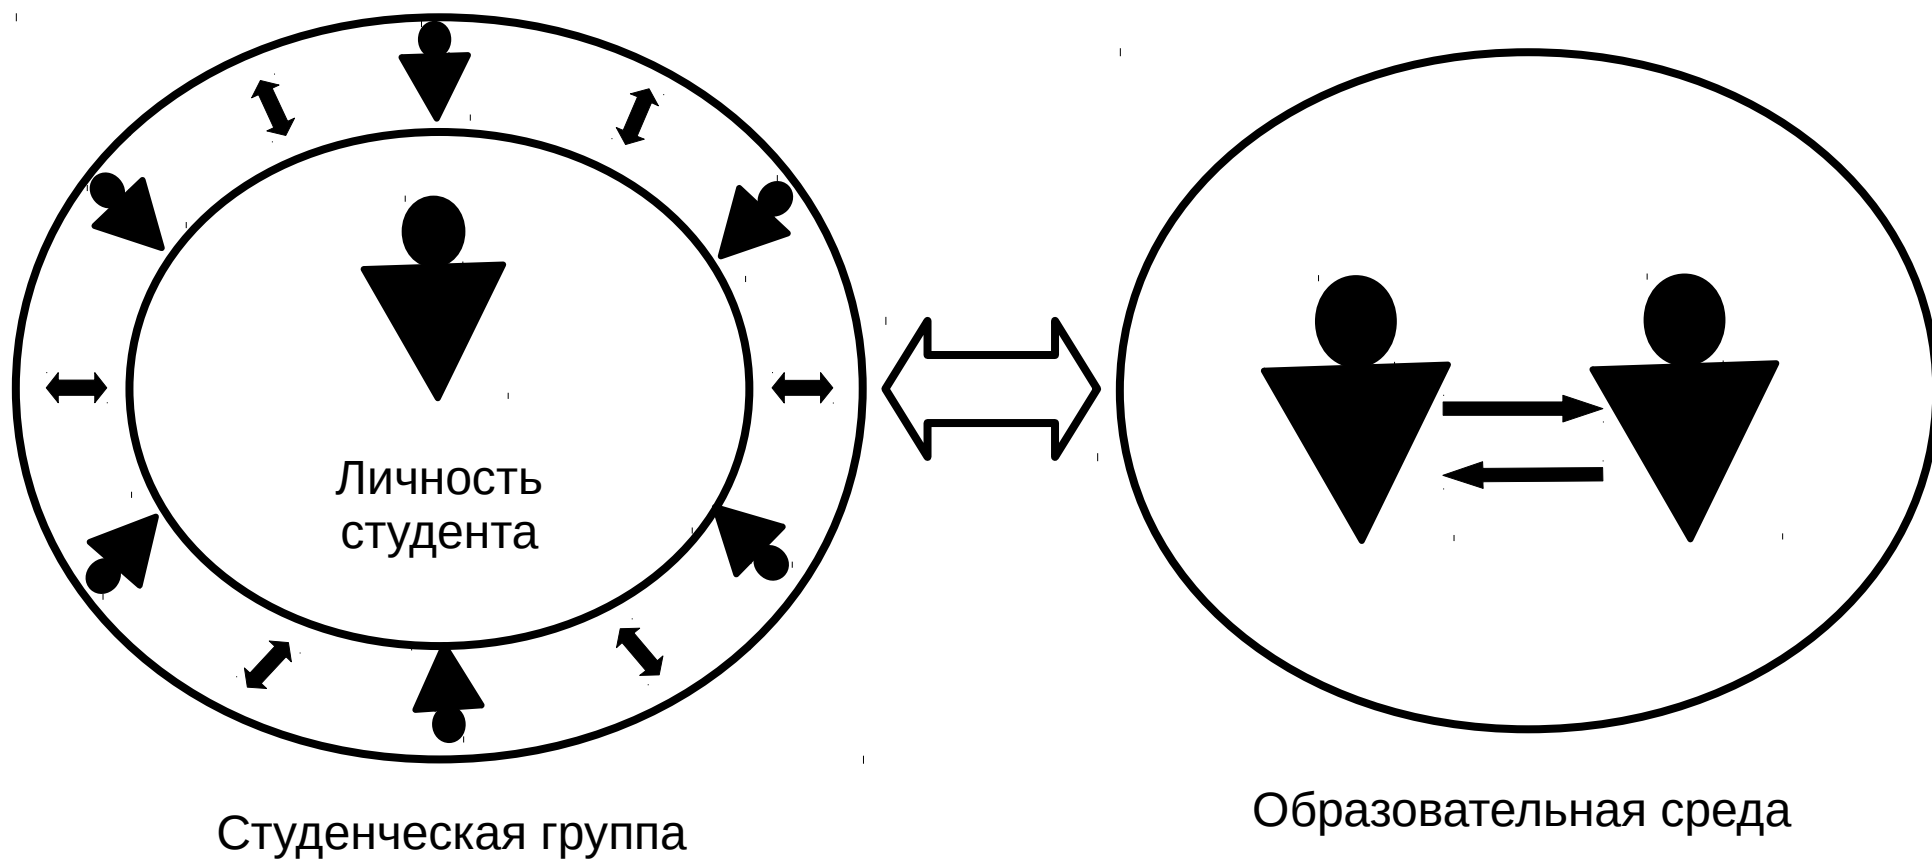 Личность
студента
Студенческая группа
Образовательная среда